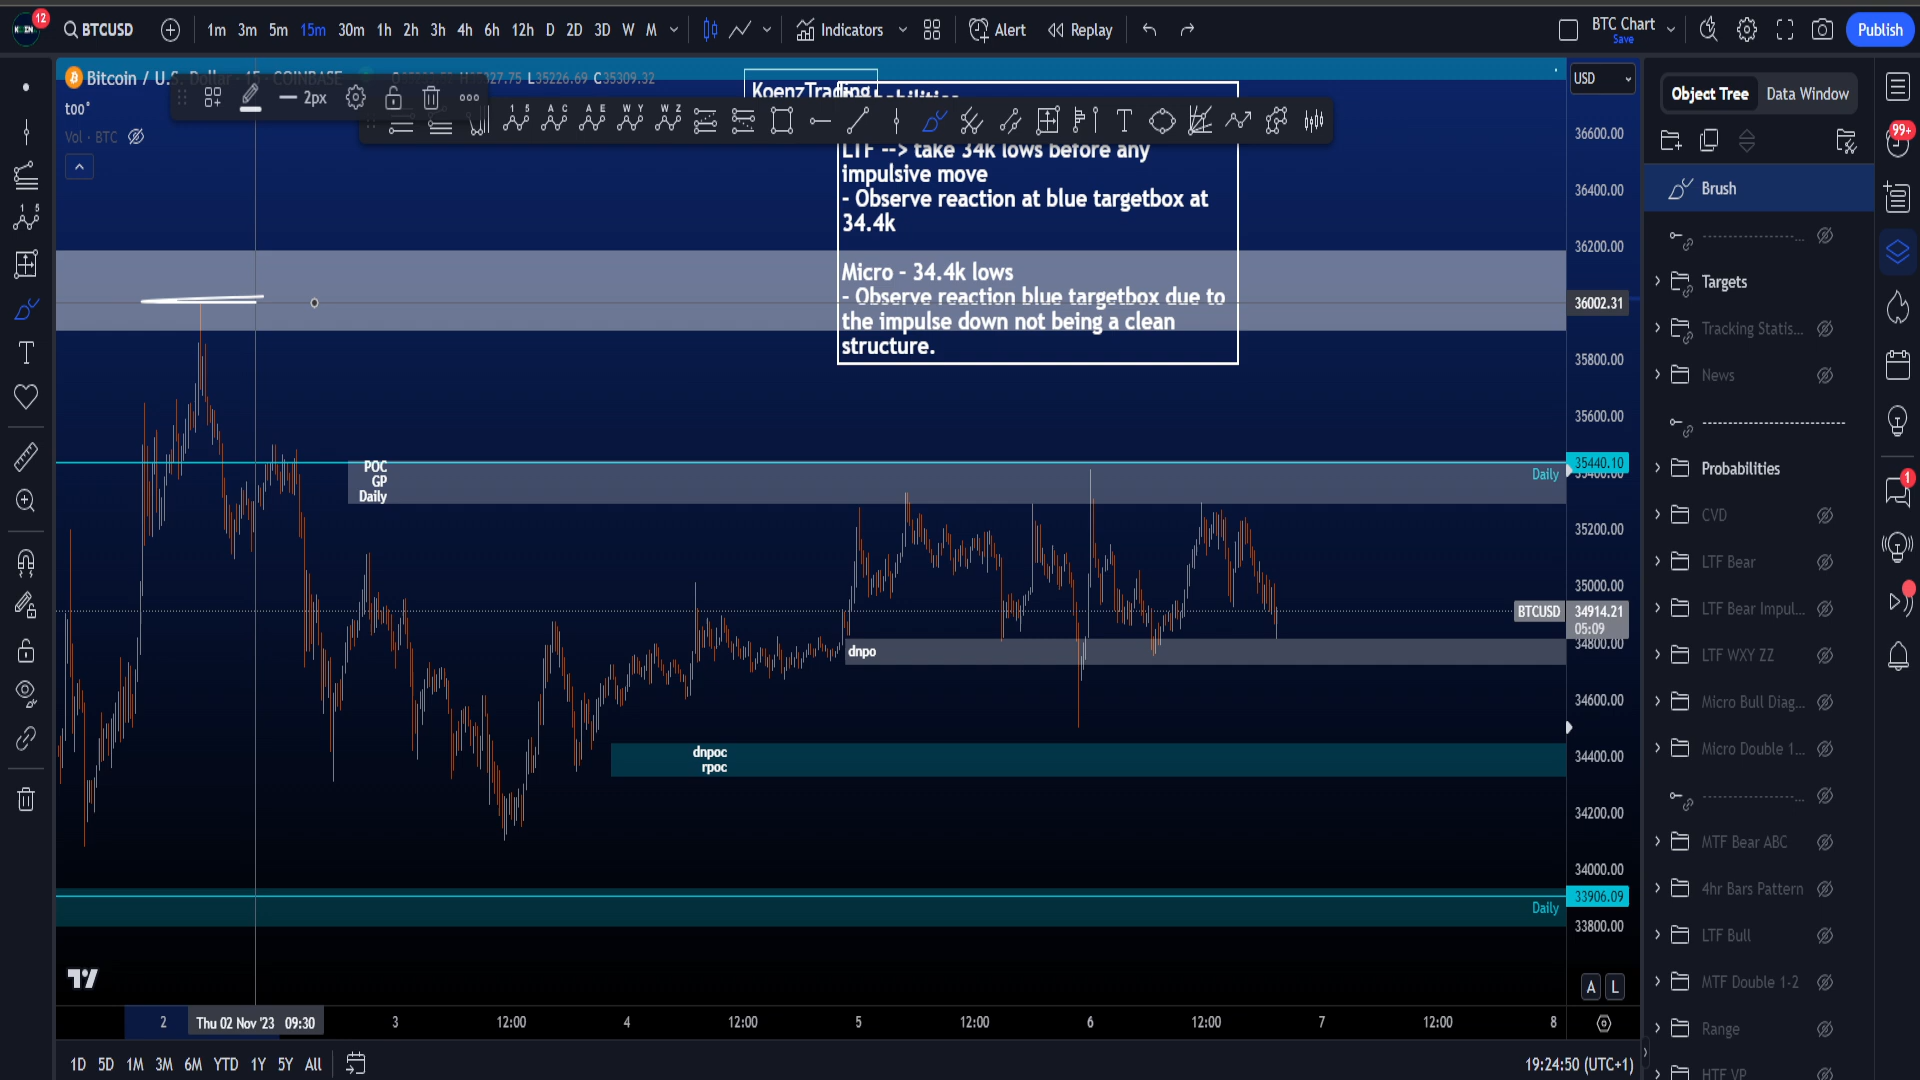 12
BTCUSD
1m 3m 5m 15m 30m 1h 2h 3h 4h 6h 12h D 2D 3D W M
Indicators
Alert
Replay
BTC Chart
Save
Publish
Bitcoin / U.S. Dollar · 15 · COINBASE
L35226.69 C35309.32
Vol · BTC
2px
KoenzTrading
LTF --> take 34k lows before any
impulsive move
- Observe reaction at blue targetbox at
34.4k
Micro - 34.4k lows
- Observe reaction blue targetbox due to
the impulse down not being a clean
structure.
POC
GP
Daily
Daily
dnpo
dnpoc
rpoc
Daily
USD
36600.00
36400.00
36200.00
36002.31
35800.00
35600.00
35440.10
35400.00
35200.00
35000.00
BTCUSD 34914.21
05:09
34800.00
34600.00
34400.00
34200.00
34000.00
33906.09
33800.00
A L
2 Thu 02 Nov '23 09:30 3 12:00 4 12:00 5 12:00 6 12:00 7 12:00 8
1D 5D 1M 3M 6M YTD 1Y 5Y All
19:24:50 (UTC+1)
Object Tree Data Window
Brush
Targets
Tracking Statis...
News
Probabilities
CVD
LTF Bear
LTF Bear Impul...
LTF WXY ZZ
Micro Bull Diag...
Micro Double 1...
MTF Bear ABC
4hr Bars Pattern
LTF Bull
MTF Double 1-2
Range
HTF VP
99+
1